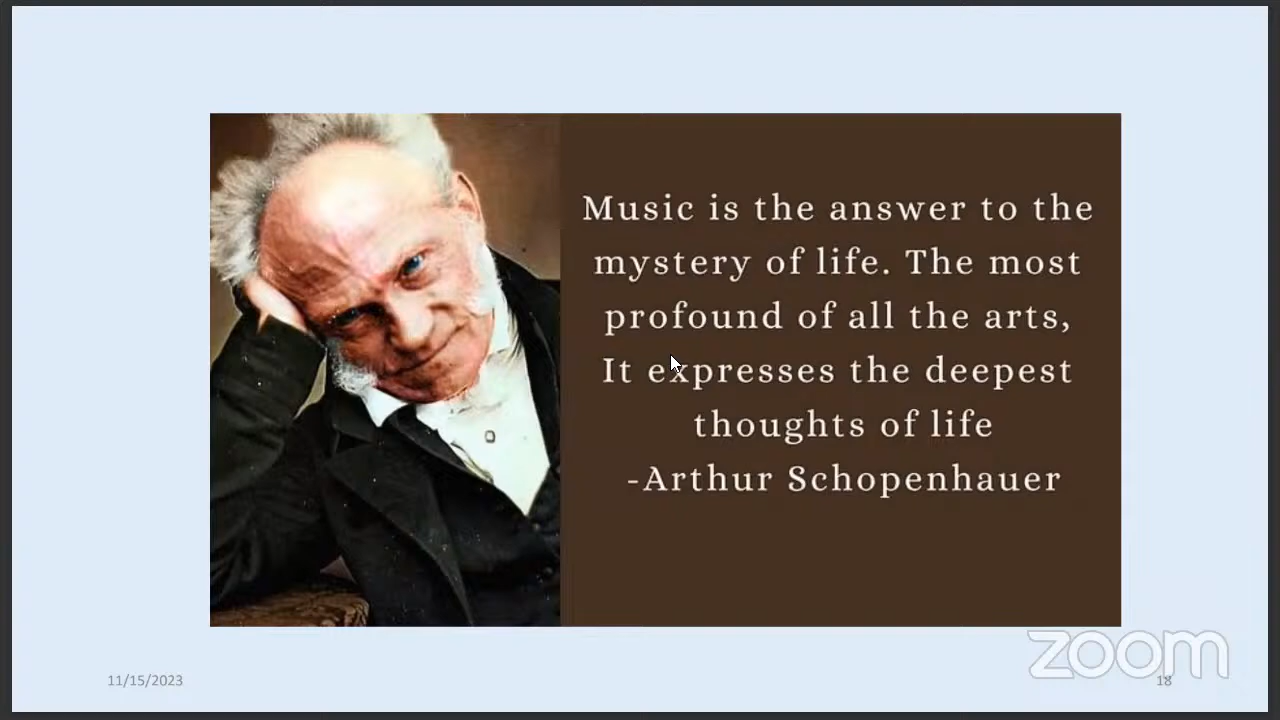 Music is the answer to the
mystery of life. The most
profound of all the arts,
It expresses the deepest
thoughts of life
-Arthur Schopenhauer
zoom
11/15/2023
18